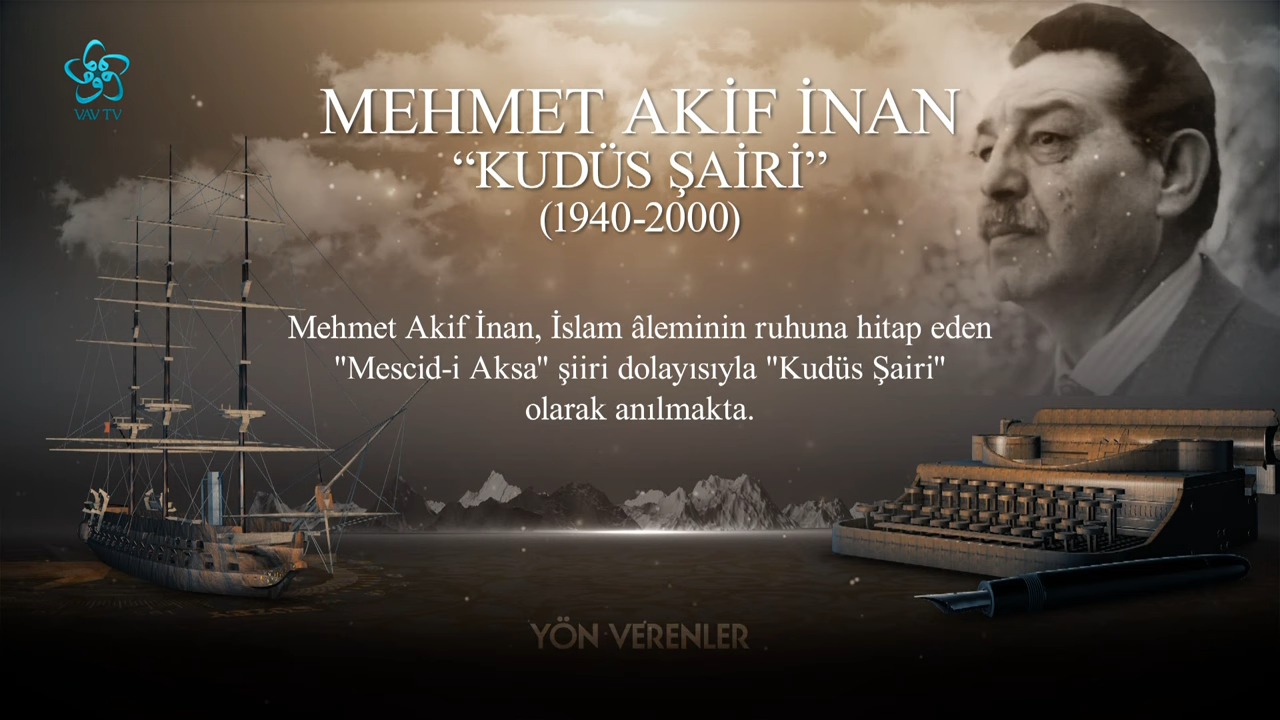 VAV TV
MEHMET AKİF İNAN
“KUDÜS ŞAİRİ”
(1940-2000)
Mehmet Akif İnan, İslam âleminin ruhuna hitap eden
"Mescid-i Aksa" şiiri dolayısıyla "Kudüs Şairi"
olarak anılmakta.
YÖN VERENLER